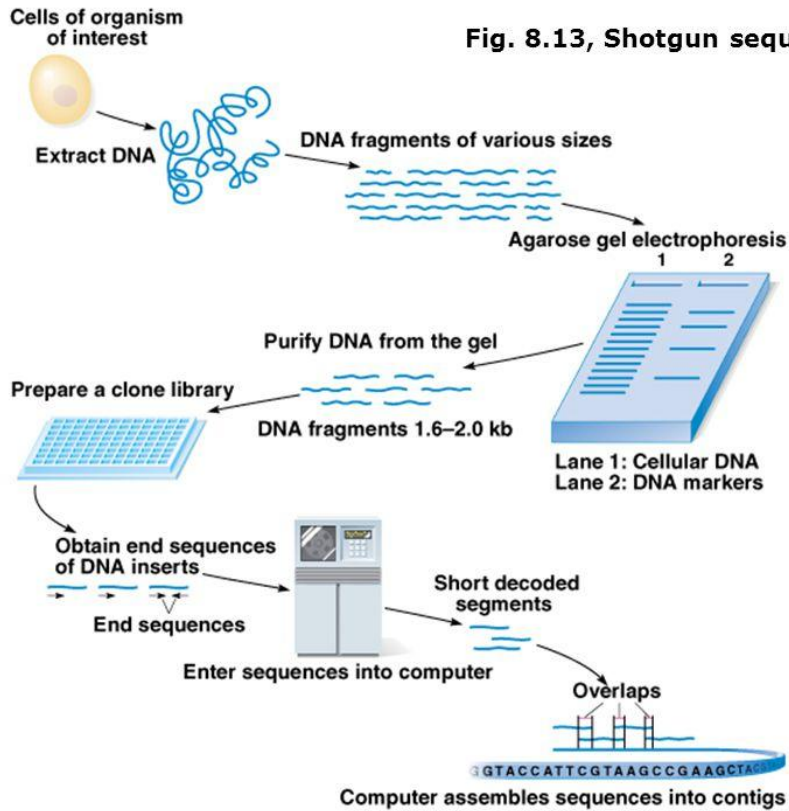 Cells of organism
of interest
Fig. 8.13, Shotgun sequ
Extract DNA
DNA fragments of various sizes
Agarose gel electrophoresis
1 2
Purify DNA from the gel
Prepare a clone library
DNA fragments 1.6–2.0 kb
Lane 1: Cellular DNA
Lane 2: DNA markers
Obtain end sequences
of DNA inserts
End sequences
Enter sequences into computer
Short decoded
segments
Overlaps
GGTACCATTCGTAAGCCGAAGCTAC
Computer assembles sequences into contigs